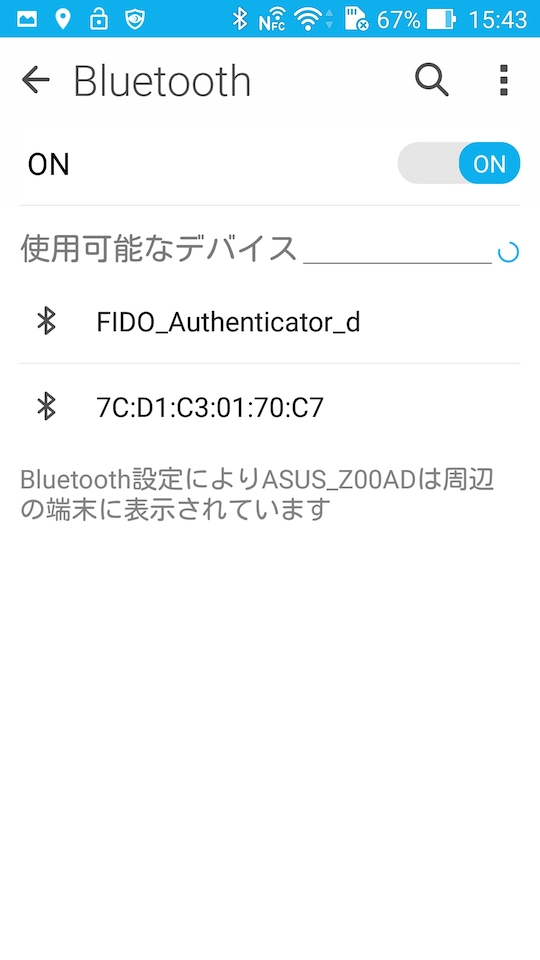 NFC 67% 15:43
Bluetooth
ON ON
使用可能なデバイス
FIDO_Authenticator_d
7C:D1:C3:01:70:C7
Bluetooth設定によりASUS_Z00ADは周辺
の端末に表示されています